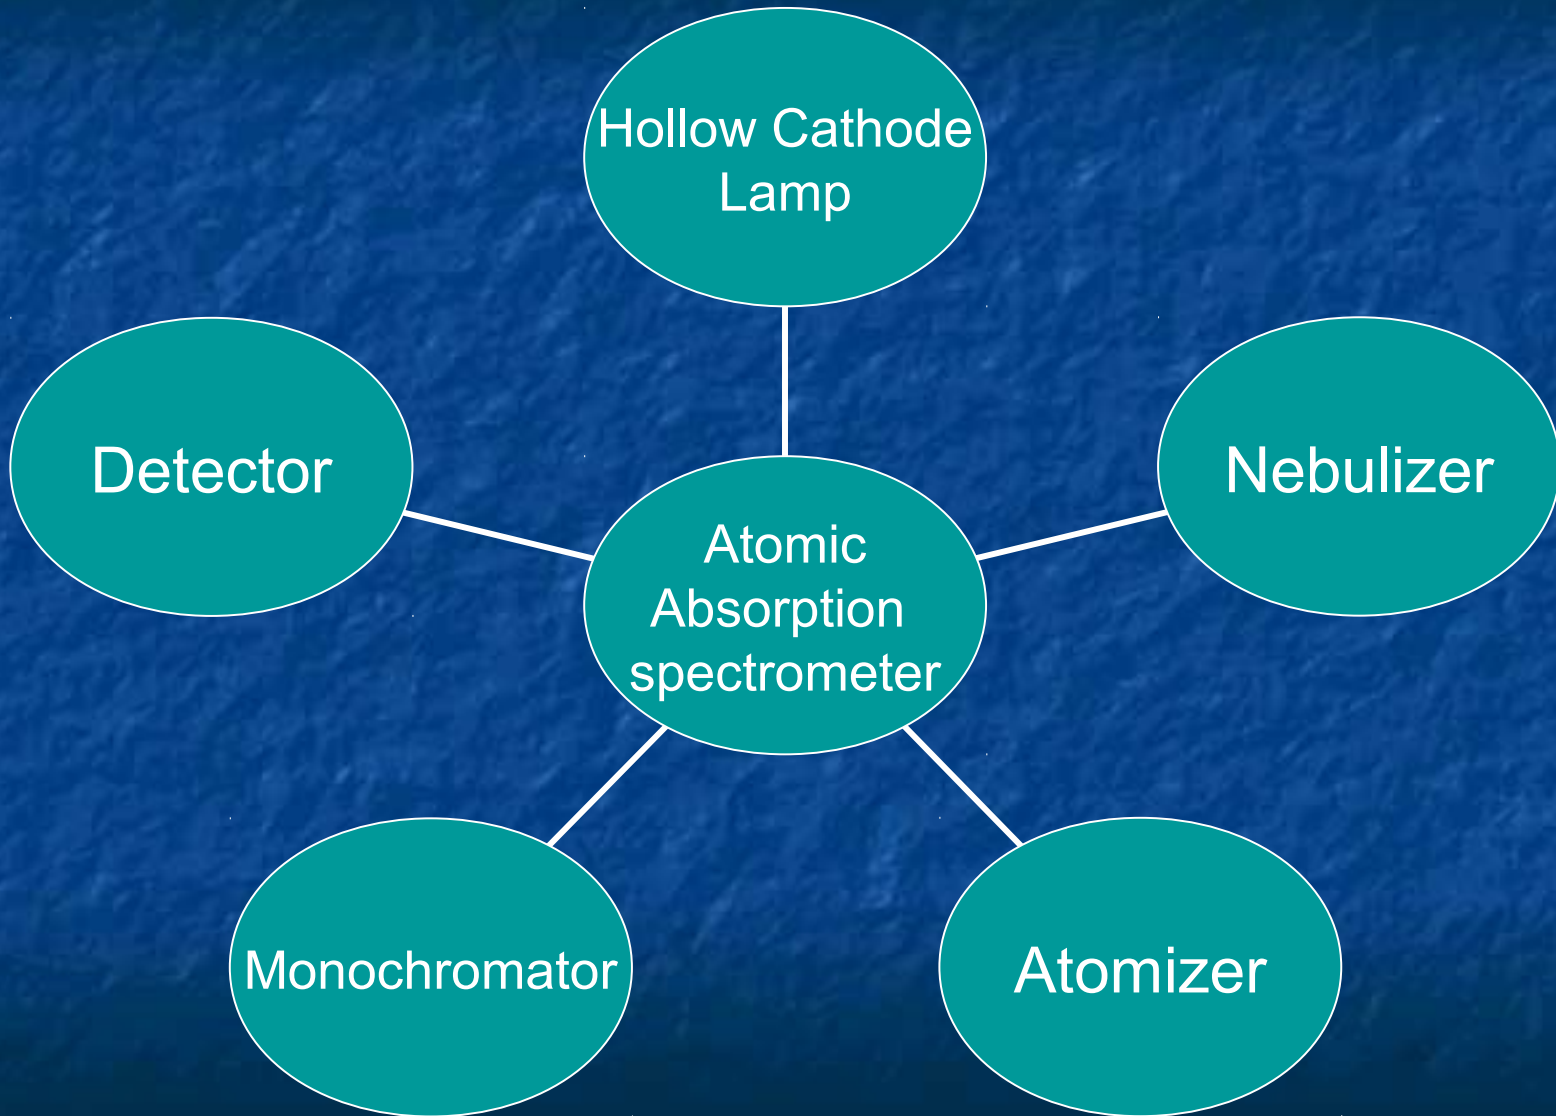 Hollow Cathode
Lamp
Detector
Nebulizer
Atomic
Absorption
spectrometer
Monochromator
Atomizer